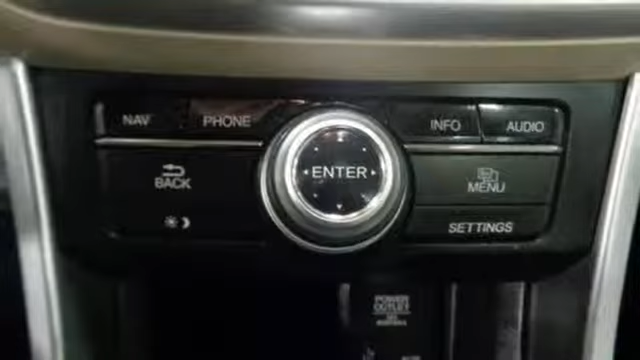 NAV
PHONE
INFO
AUDIO
BACK
ENTER
MENU
SETTINGS
POWER
OUTLET